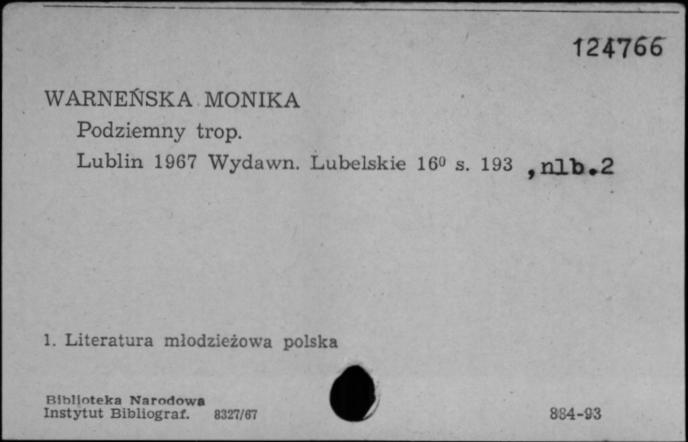 124766
WARNEŃSKA MONIKA
Podziemny trop.
Lublin 1967 Wydawn. Lubelskie 16⁰ s. 193 ,nlb.2
1. Literatura młodzieżowa polska
Biblioteka Narodowa
Instytut Bibliograf. 8327/67
884-93